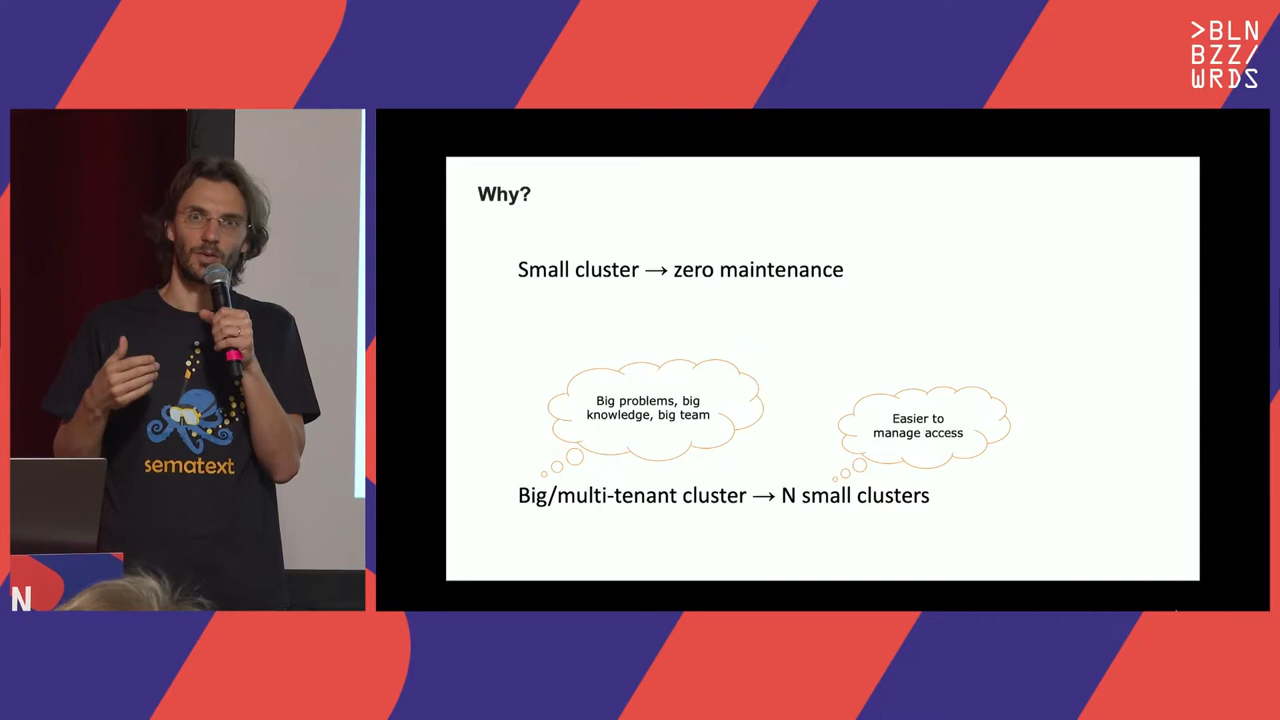 >BLN
BZZ/
WRDS
Why?
Small cluster → zero maintenance
Big problems, big
knowledge, big team
Easier to
manage access
Big/multi-tenant cluster → N small clusters
sematext
N